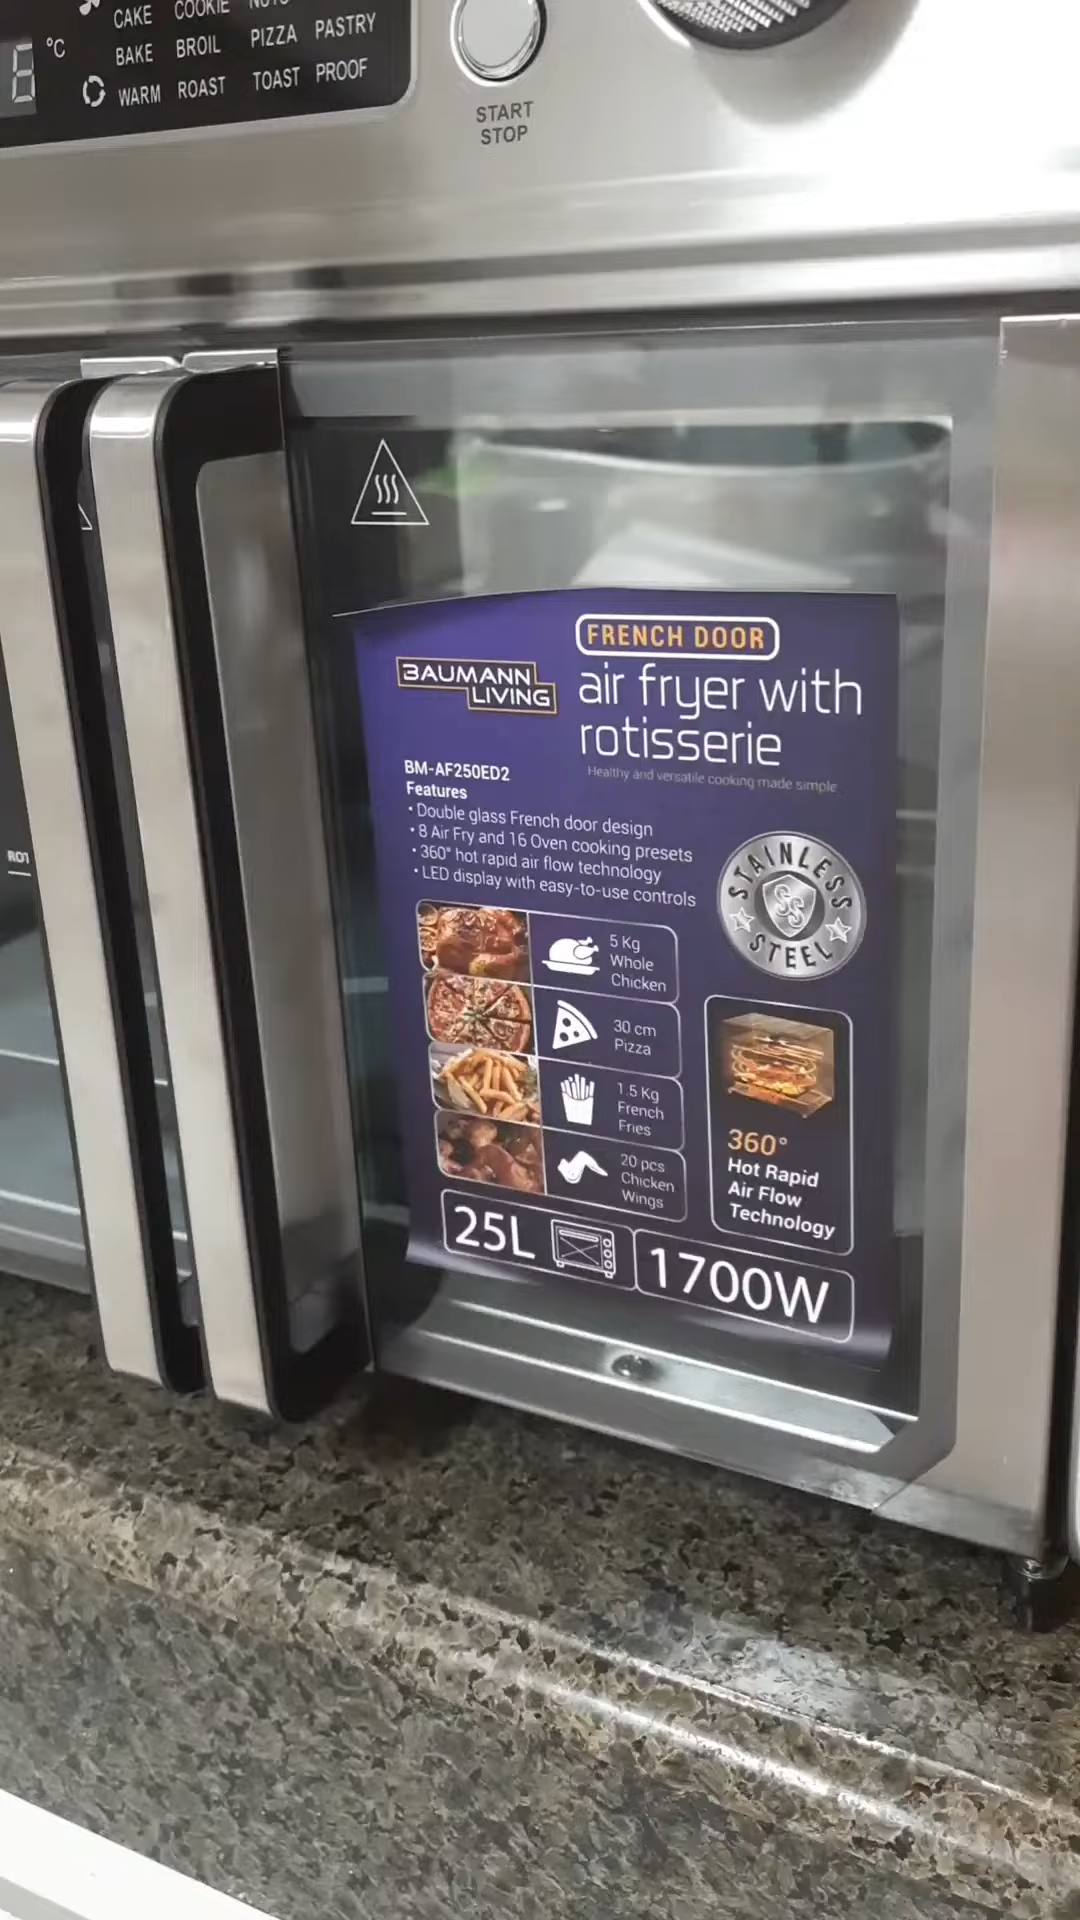 CAKE COOKIE
°C BAKE BROIL PIZZA PASTRY
WARM ROAST TOAST PROOF
START
STOP
FRENCH DOOR
BAUMANN
LIVING
air fryer with
rotisserie
Healthy and versatile cooking made simple
BM-AF250ED2
Features
• Double glass French door design
• 8 Air Fry and 16 Oven cooking presets
• 360° hot rapid air flow technology
• LED display with easy-to-use controls
STAINLESS
SS
STEEL
5 Kg
Whole
Chicken
30 cm
Pizza
1.5 Kg
French
Fries
20 pcs
Chicken
Wings
360°
Hot Rapid
Air Flow
Technology
25L
1700W